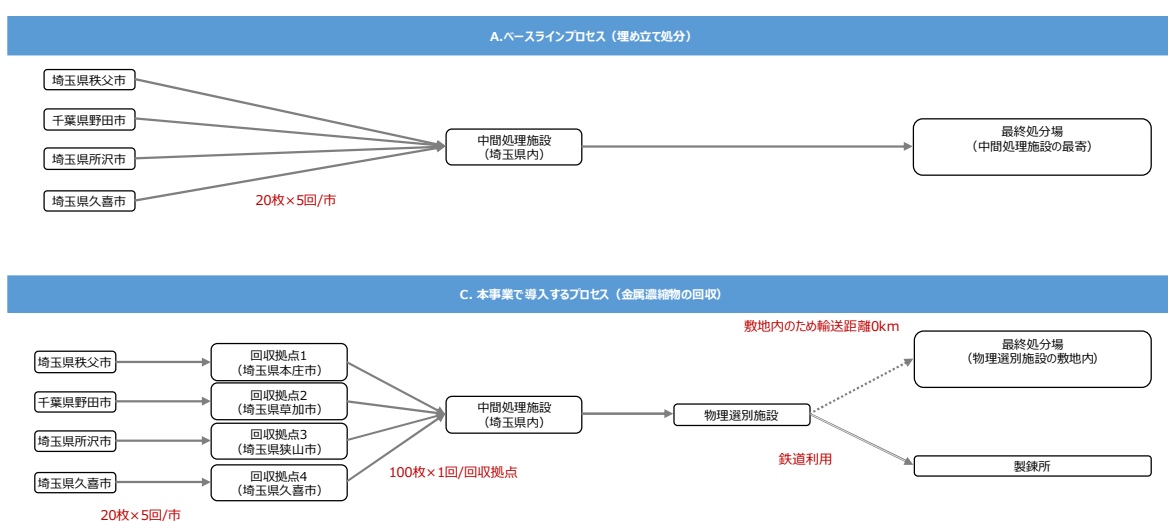 A.ベースラインプロセス（埋め立て処分）
埼玉県秩父市
千葉県野田市
埼玉県所沢市
埼玉県久喜市
20枚×5回/市
中間処理施設
（埼玉県内）
最終処分場
（中間処理施設の最寄）
C. 本事業で導入するプロセス（金属濃縮物の回収）
埼玉県秩父市
千葉県野田市
埼玉県所沢市
埼玉県久喜市
20枚×5回/市
回収拠点1
（埼玉県本庄市）
回収拠点2
（埼玉県草加市）
回収拠点3
（埼玉県狭山市）
回収拠点4
（埼玉県久喜市）
100枚×1回/回収拠点
中間処理施設
（埼玉県内）
物理選別施設
敷地内のため輸送距離0km
最終処分場
（物理選別施設の敷地内）
鉄道利用
製錬所